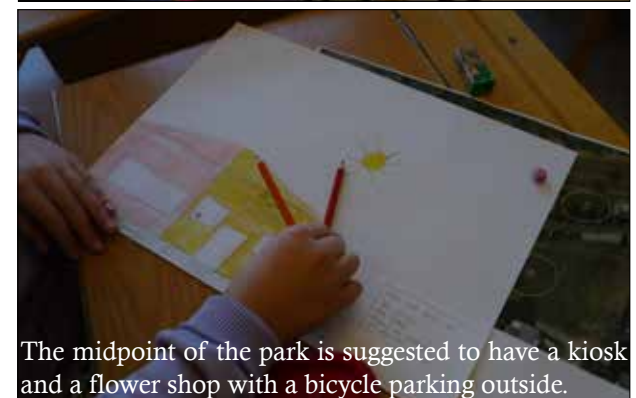 The midpoint of the park is suggested to have a kiosk
and a flower shop with a bicycle parking outside.